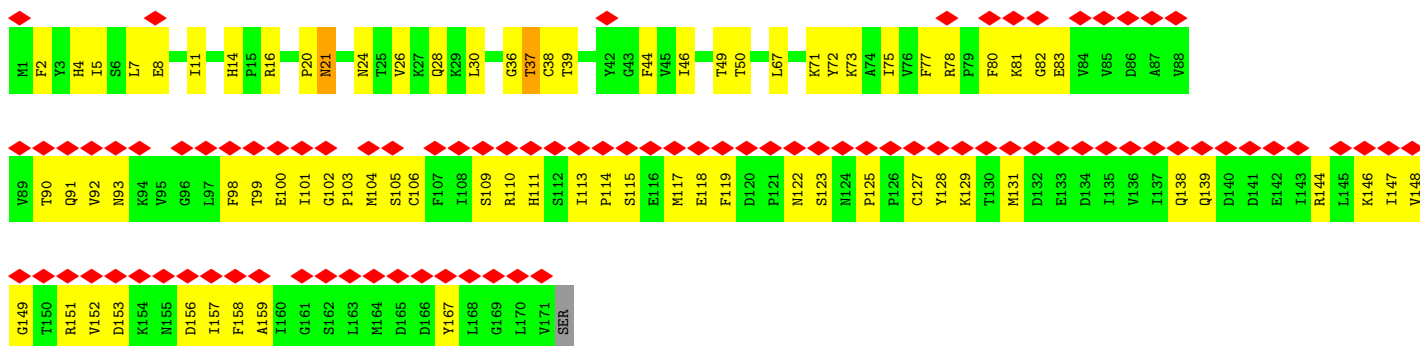 M1 F2 Y3 H4 I5 S6 L7 E8 I11 H14 P15 R16 P20 N21 N24 T25 V26 K27 Q28 K29 L30 G36 T37 C38 T39 Y42 G43 F44 V45 I46 T49 T50 L67 K71 Y72 K73 A74 I75 V76 F77 R78 P79 F80 K81 G82 E83 V84 V85 D86 A87 V88
V89 T90 Q91 V92 N93 K94 V95 G96 L97 F98 T99 E100 I101 G102 P103 M104 S105 C106 F107 I108 S109 R110 H111 S112 I113 P114 S115 E116 M117 E118 F119 D120 P121 N122 S123 N124 P125 P126 C127 Y128 K129 T130 M131 D132 E133 D134 I135 V136 I137 Q138 Q139 D140 D141 E142 I143 R144 L145 K146 I147 V148
G149 T150 R151 V152 D153 K154 N155 D156 I157 F158 A159 I160 G161 S162 L163 M164 D165 D166 Y167 L168 G169 L170 V171 SER